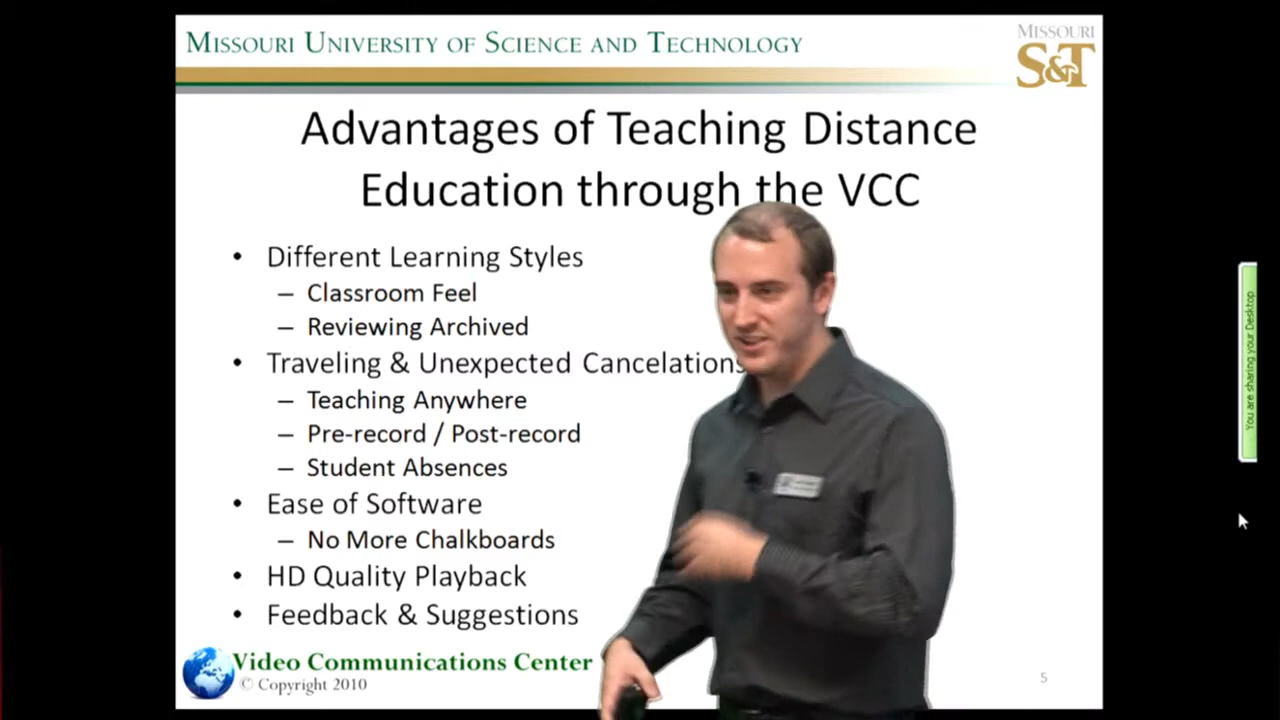 MISSOURI UNIVERSITY OF SCIENCE AND TECHNOLOGY
MISSOURI
S&T
Advantages of Teaching Distance
Education through the VCC
• Different Learning Styles
– Classroom Feel
– Reviewing Archived
• Traveling & Unexpected Cancelations
– Teaching Anywhere
– Pre-record / Post-record
– Student Absences
• Ease of Software
– No More Chalkboards
• HD Quality Playback
• Feedback & Suggestions
Video Communications Center
© Copyright 2010
5
You are sharing your Desktop